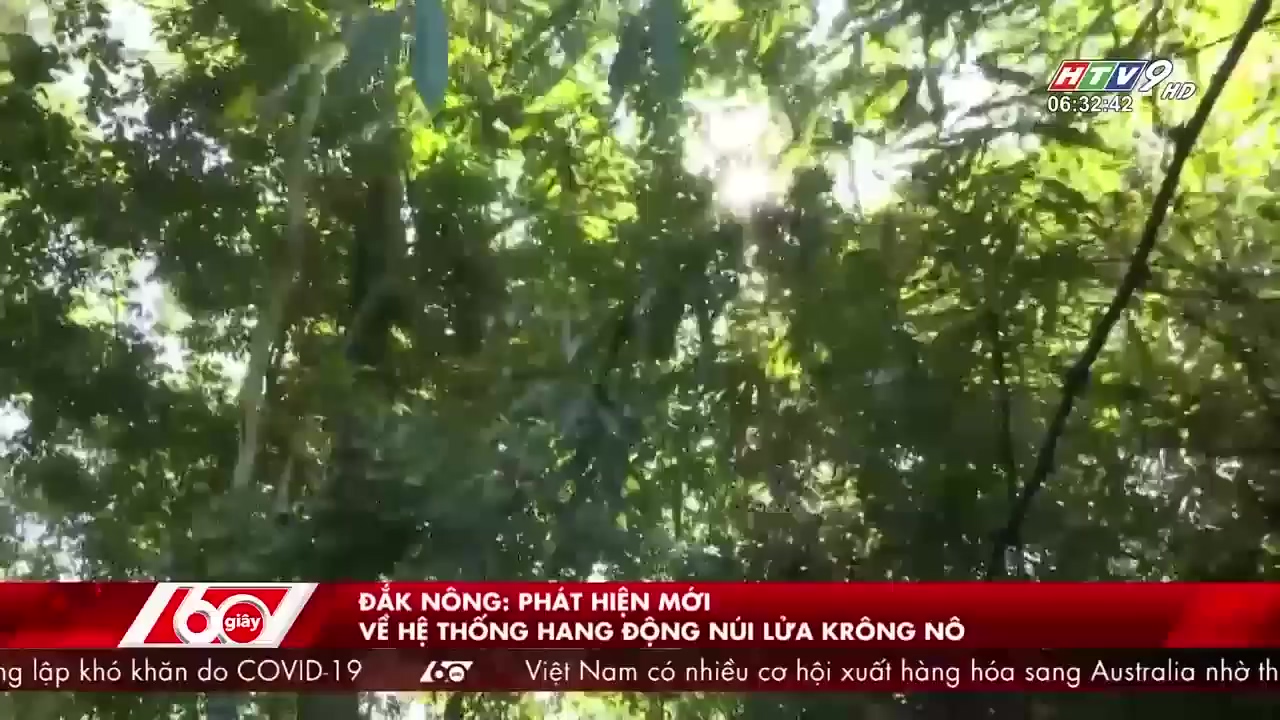 HTV9 HD
06:32:42
60 giây
ĐẮK NÔNG: PHÁT HIỆN MỚI
VỀ HỆ THỐNG HANG ĐỘNG NÚI LỬA KRÔNG NÔ
lập khó khăn do COVID-19 60 giây Việt Nam có nhiều cơ hội xuất hàng hóa sang Australia nhờ